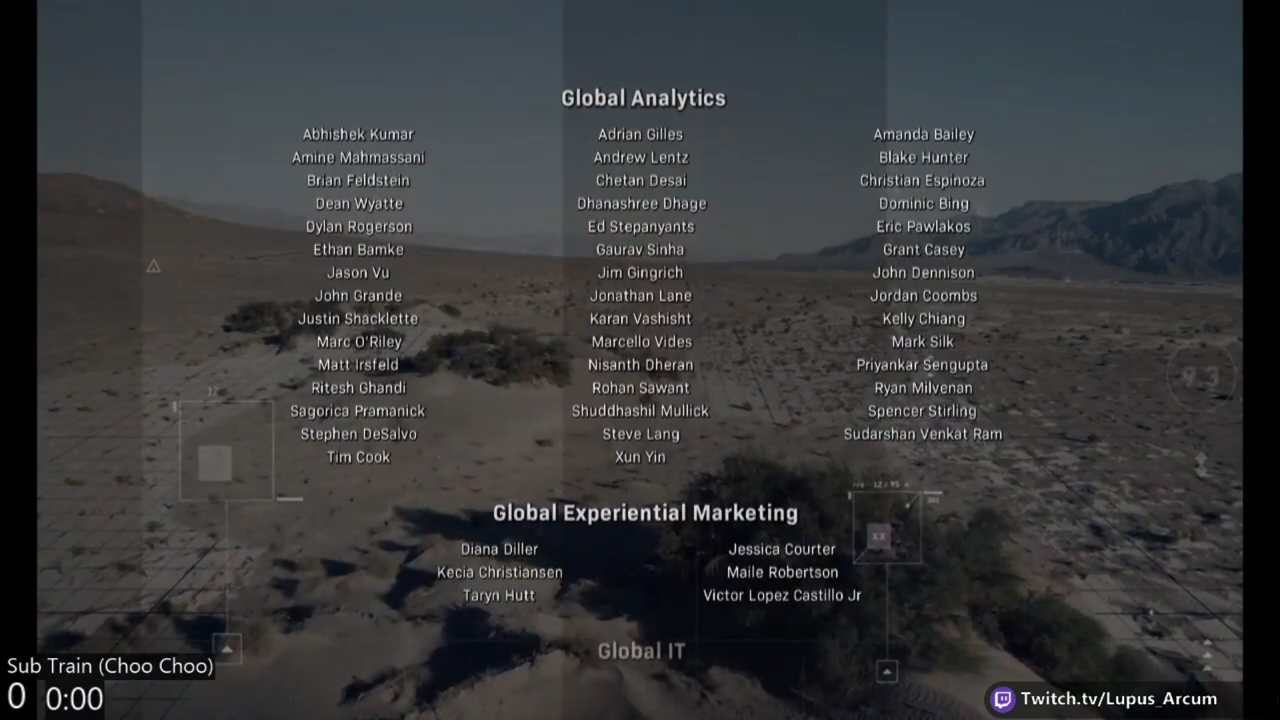 Global Analytics
Abhishek Kumar Adrian Gilles Amanda Bailey
Amine Mahmassani Andrew Lentz Blake Hunter
Brian Feldstein Chetan Desai Christian Espinoza
Dean Wyatte Dhanashree Dhage Dominic Bing
Dylan Rogerson Ed Stepanyants Eric Pawlakos
Ethan Bamke Gaurav Sinha Grant Casey
Jason Vu Jim Gingrich John Dennison
John Grande Jonathan Lane Jordan Coombs
Justin Shacklette Karan Vashisht Kelly Chiang
Marc O'Riley Marcello Vides Mark Silk
Matt Irsfeld Nisanth Dheran Priyankar Sengupta
Ritesh Ghandi Rohan Sawant Ryan Milvenan
Sagorica Pramanick Shuddhashil Mullick Spencer Stirling
Stephen DeSalvo Steve Lang Sudarshan Venkat Ram
Tim Cook Xun Yin
Global Experiential Marketing
Diana Diller Jessica Courter
Kecia Christiansen Maile Robertson
Taryn Hutt Victor Lopez Castillo Jr
Global IT
93
XX
Sub Train (Choo Choo)
0 0:00
Twitch.tv/Lupus_Arcum